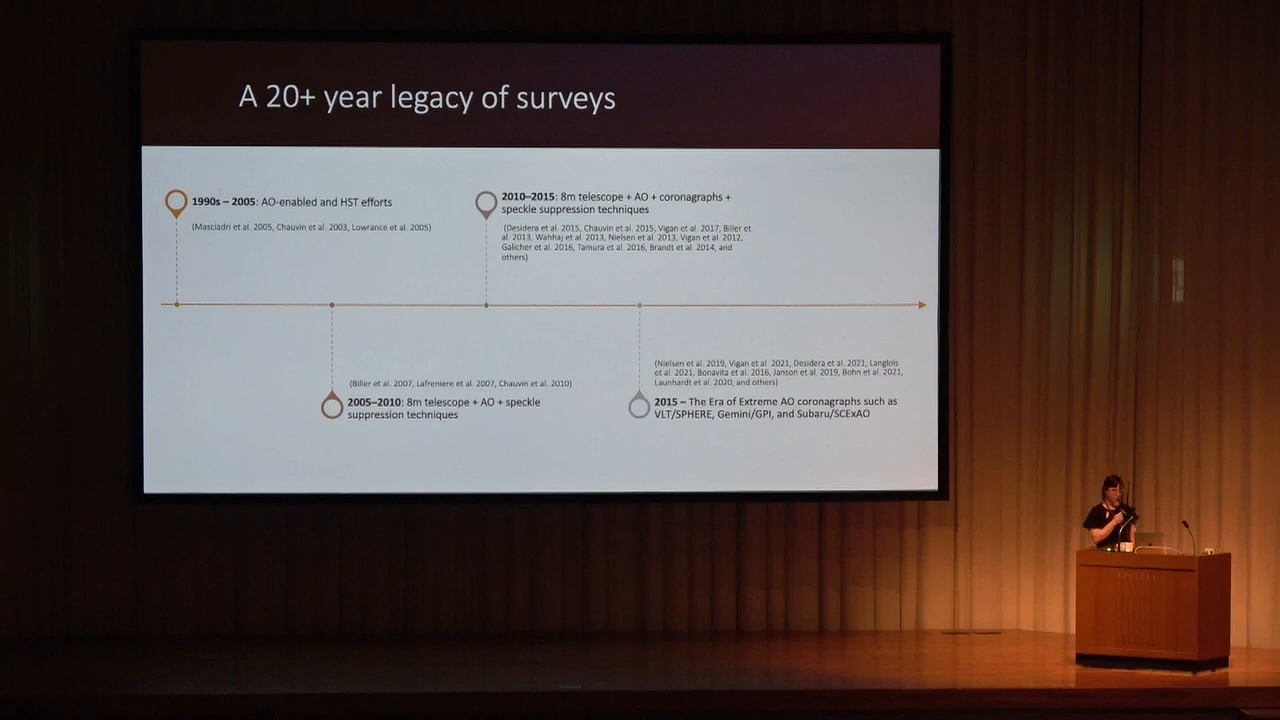 A 20+ year legacy of surveys
1990s – 2005: AO-enabled and HST efforts
(Masciadri et al. 2005, Chauvin et al. 2003, Lowrance et al. 2005)
2010–2015: 8m telescope + AO + coronagraphs +
speckle suppression techniques
(Desidera et al. 2015, Chauvin et al. 2015, Vigan et al. 2017, Biller et
al. 2013, Wahhaj et al. 2013, Nielsen et al. 2013, Vigan et al. 2012,
Galicher et al. 2016, Tamura et al. 2016, Brandt et al. 2014, and
others)
(Biller et al. 2007, Lafreniere et al. 2007, Chauvin et al. 2010)
2005–2010: 8m telescope + AO + speckle
suppression techniques
(Nielsen et al. 2019, Vigan et al. 2021, Desidera et al. 2021, Langlois
et al. 2021, Bonavita et al. 2016, Janson et al. 2019, Bohn et al. 2021,
Launhardt et al. 2020, and others)
2015 – The Era of Extreme AO coronagraphs such as
VLT/SPHERE, Gemini/GPI, and Subaru/SCExAO